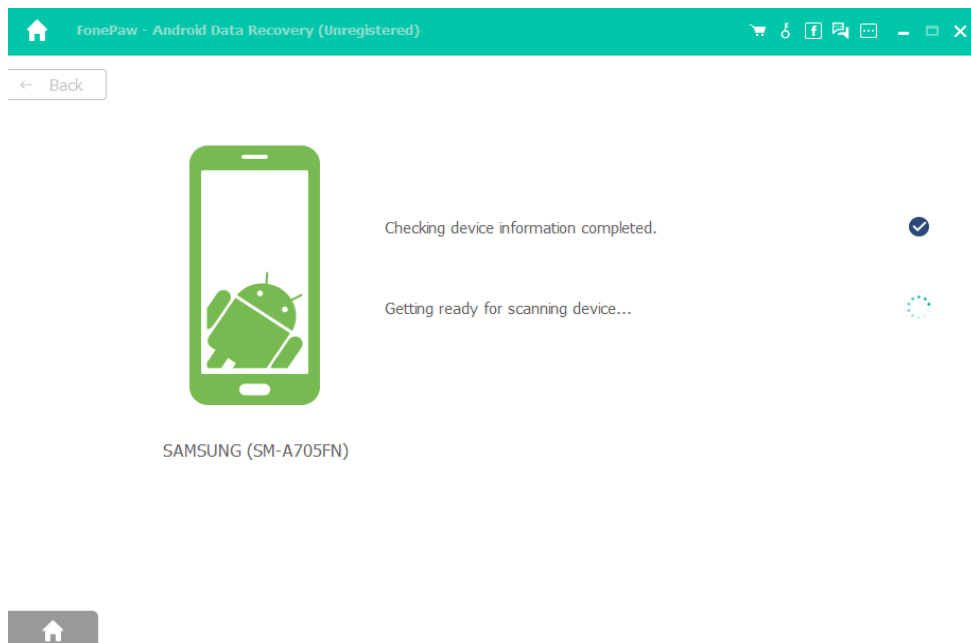 FonePaw - Android Data Recovery (Unregistered)
← Back
Checking device information completed.
Getting ready for scanning device...
SAMSUNG (SM-A705FN)